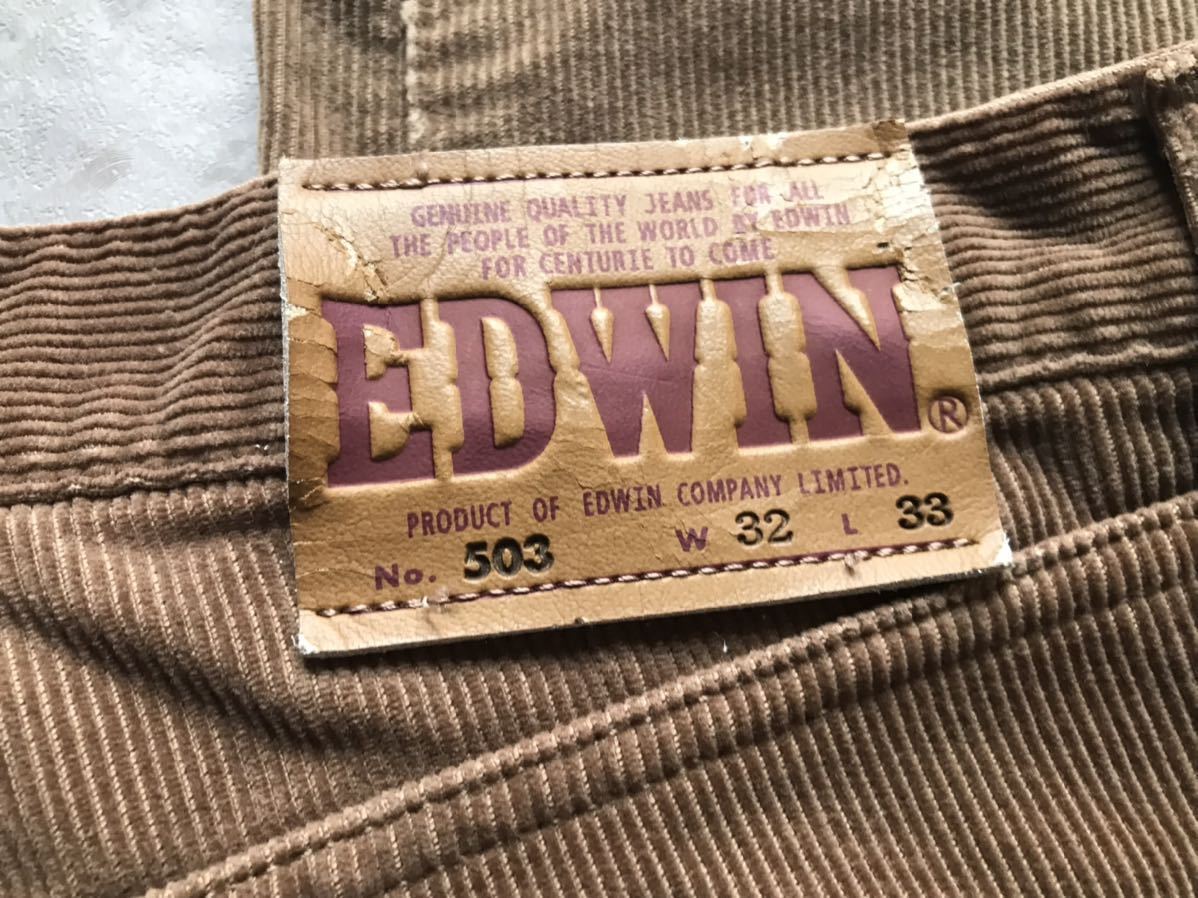 GENUINE QUALITY JEANS FOR ALL
THE PEOPLE OF THE WORLD BY EDWIN
FOR CENTURIE TO COME
EDWIN®
PRODUCT OF EDWIN COMPANY LIMITED.
No. 503 W 32 L 33